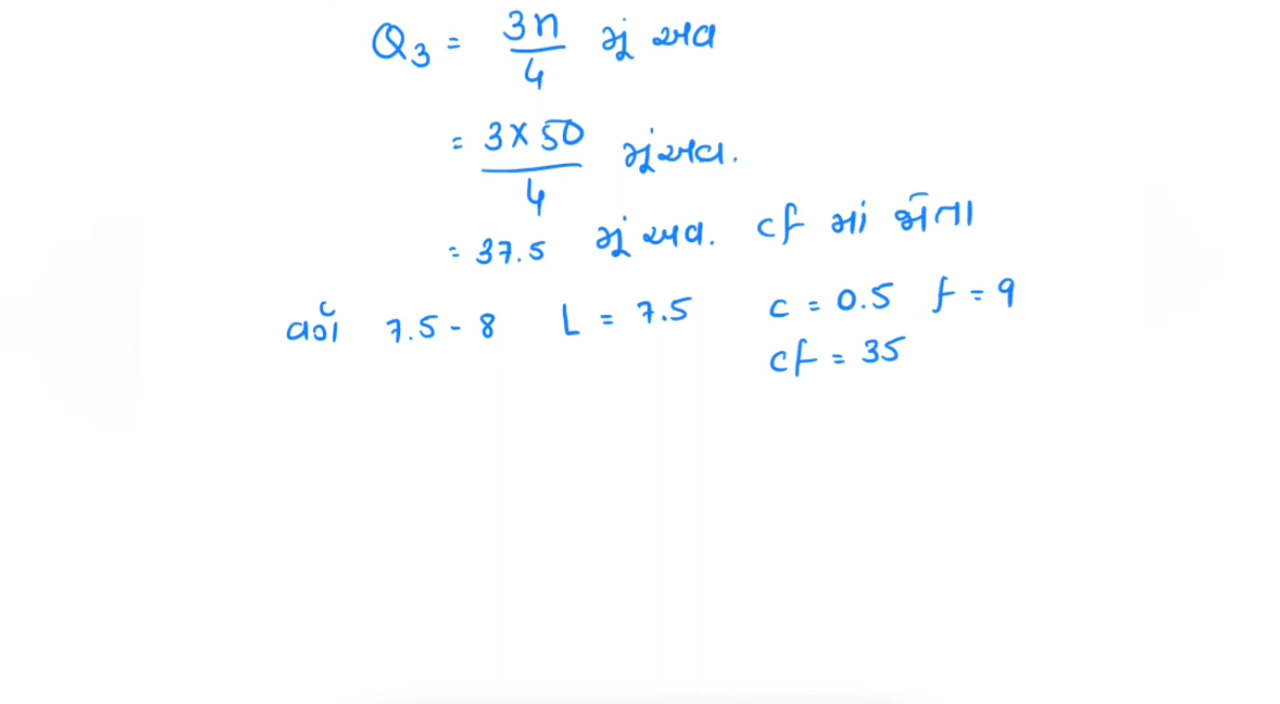 Q₃ = 3n/4 મું અવ
= 3 × 50/4 મું અવ.
= 37.5 મું અવ. cf માં જોતા
વર્ગ 7.5 - 8 L = 7.5 c = 0.5 f = 9
cf = 35